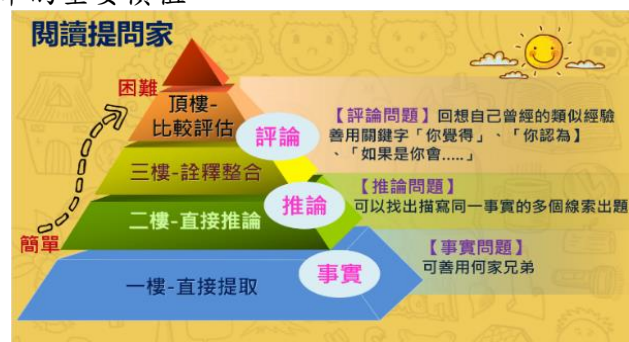 閱讀提問家
困難
頂樓-
比較評估
評論
【評論問題】回想自己曾經的類似經驗
善用關鍵字「你覺得」、「你認為】
、「如果是你會.....」
三樓-詮釋整合
推論
【推論問題】
可以找出描寫同一事實的多個線索出題
二樓-直接推論
簡單
事實
【事實問題】
可善用何家兄弟
一樓-直接提取